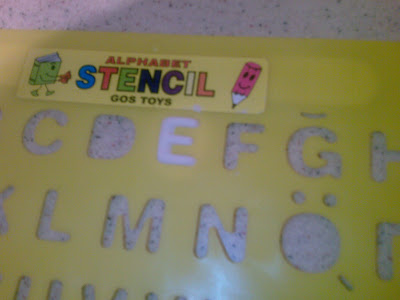 ALPHABET
STENCIL
GOS TOYS
C D E F Ğ H
K L M N Ö